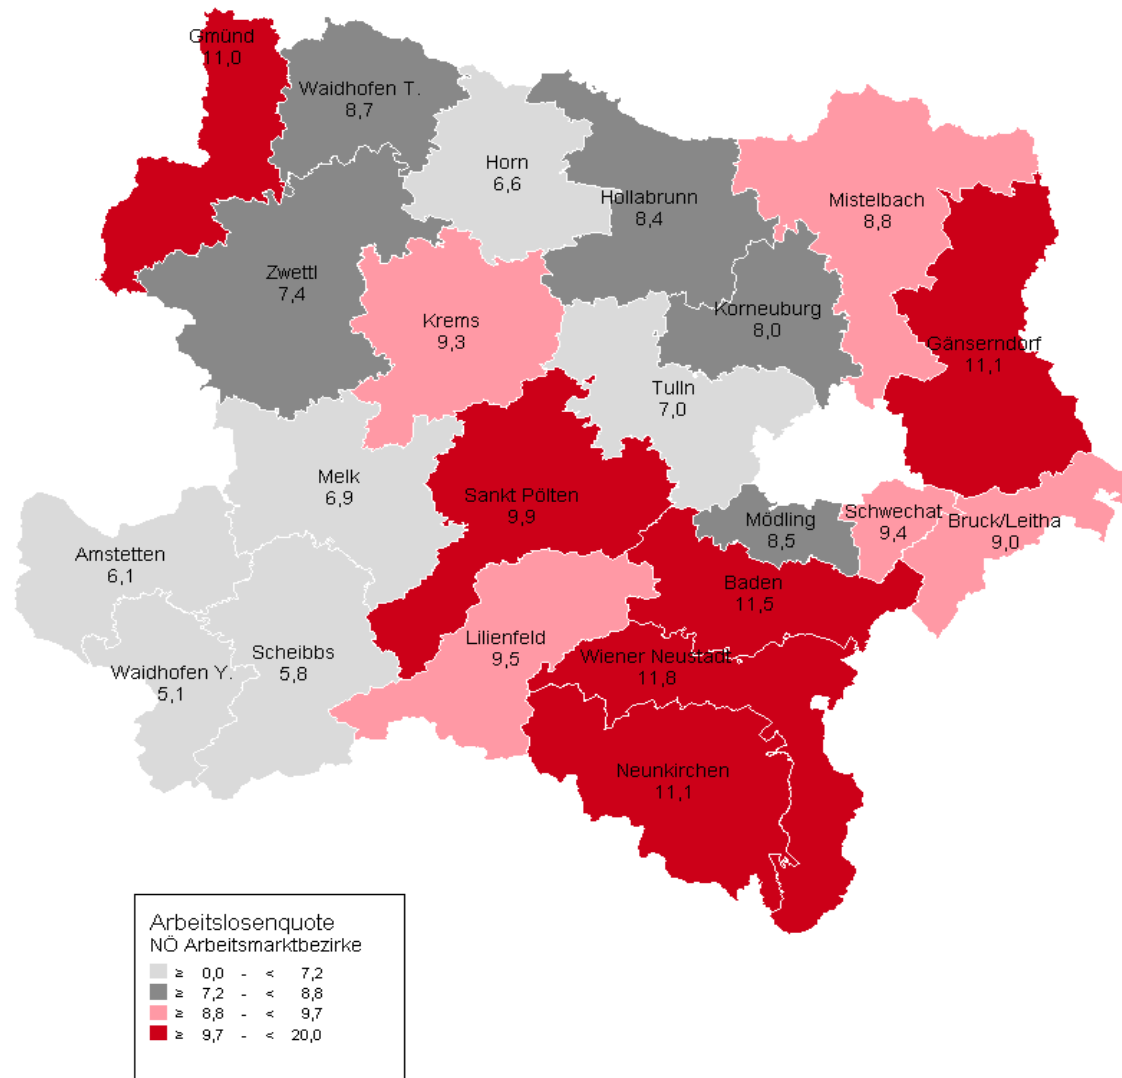 Gmünd
11,0
Waidhofen T.
8,7
Horn
6,6
Hollabrunn
8,4
Mistelbach
8,8
Zwettl
7,4
Krems
9,3
Korneuburg
8,0
Gänserndorf
11,1
Tulln
7,0
Melk
6,9
Sankt Pölten
9,9
Mödling
8,5
Schwechat
9,4
Bruck/Leitha
9,0
Amstetten
6,1
Baden
11,5
Waidhofen Y.
5,1
Scheibbs
5,8
Lilienfeld
9,5
Wiener Neustadt
11,8
Neunkirchen
11,1
Arbeitslosenquote
NÖ Arbeitsmarktbezirke
≥ 0,0 - < 7,2
≥ 7,2 - < 8,8
≥ 8,8 - < 9,7
≥ 9,7 - < 20,0